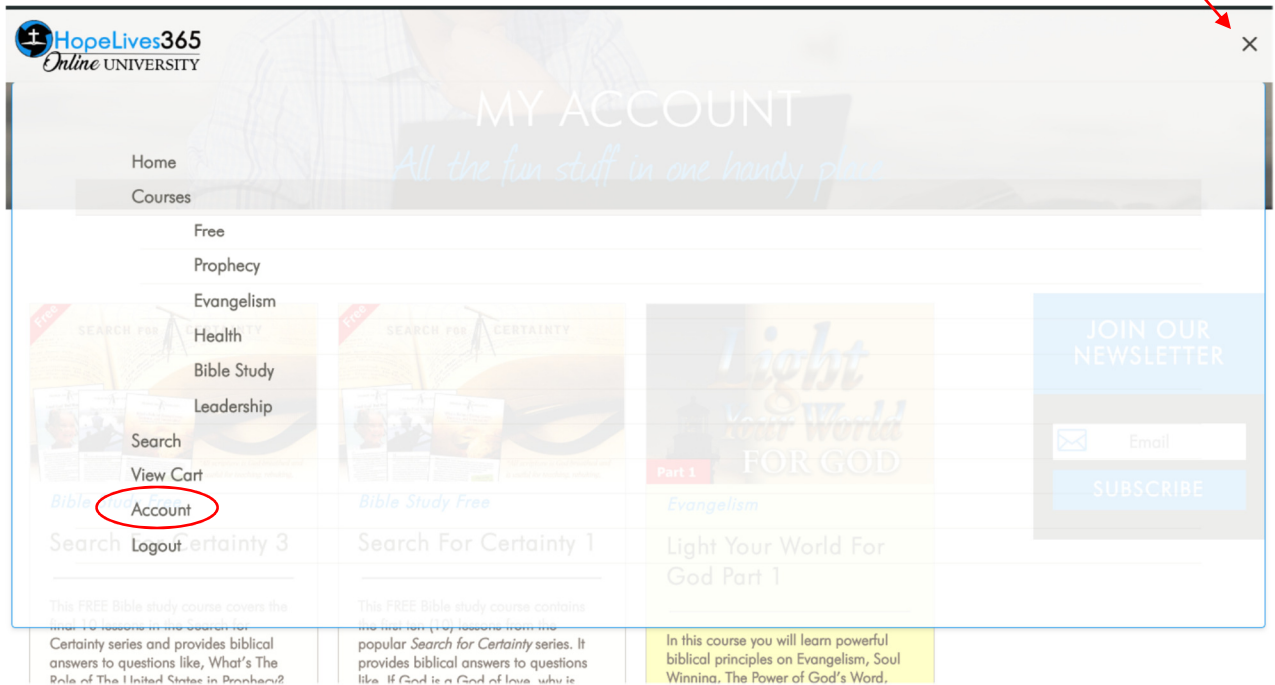 HopeLives365
Online UNIVERSITY
MY ACCOUNT
All the fun stuff in one handy place
Home
Courses
Free
Prophecy
Evangelism
Health
Bible Study
Leadership
Search
View Cart
Account
Logout
Free
SEARCH FOR CERTAINTY
Bible Study Free
Search For Certainty 3
This FREE Bible study course covers the
final 10 lessons in the Search for
Certainty series and provides biblical
answers to questions like, What's The
Role of The United States in Prophecy?
Free
SEARCH FOR CERTAINTY
Bible Study Free
Search For Certainty 1
This FREE Bible study course contains
the first ten (10) lessons from the
popular Search for Certainty series. It
provides biblical answers to questions
like, If God is a God of love, why is
Light
Your World
FOR GOD
Part 1
Evangelism
Light Your World For
God Part 1
In this course you will learn powerful
biblical principles on Evangelism, Soul
Winning, The Power of God's Word,
JOIN OUR
NEWSLETTER
Email
SUBSCRIBE